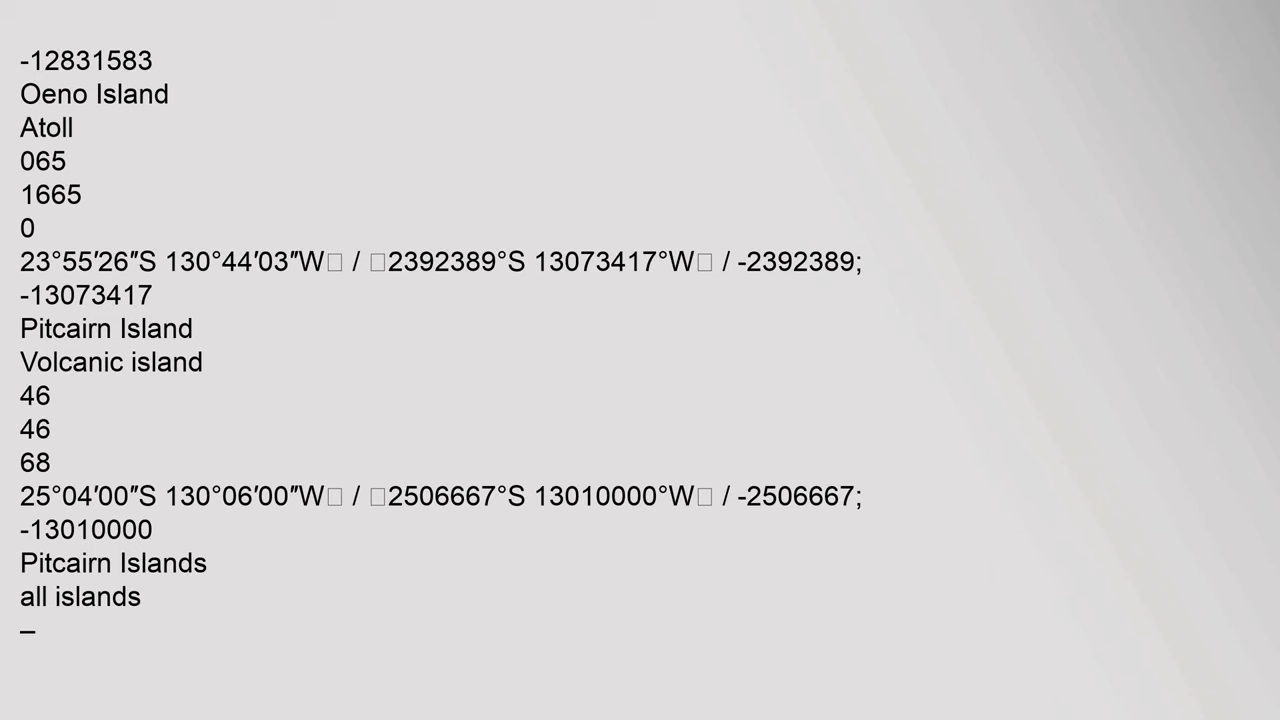 -12831583
Oeno Island
Atoll
065
1665
0
23°55′26″S 130°44′03″W□ / □2392389°S 13073417°W□ / -2392389;
-13073417
Pitcairn Island
Volcanic island
46
46
68
25°04′00″S 130°06′00″W□ / □2506667°S 13010000°W□ / -2506667;
-13010000
Pitcairn Islands
all islands
–